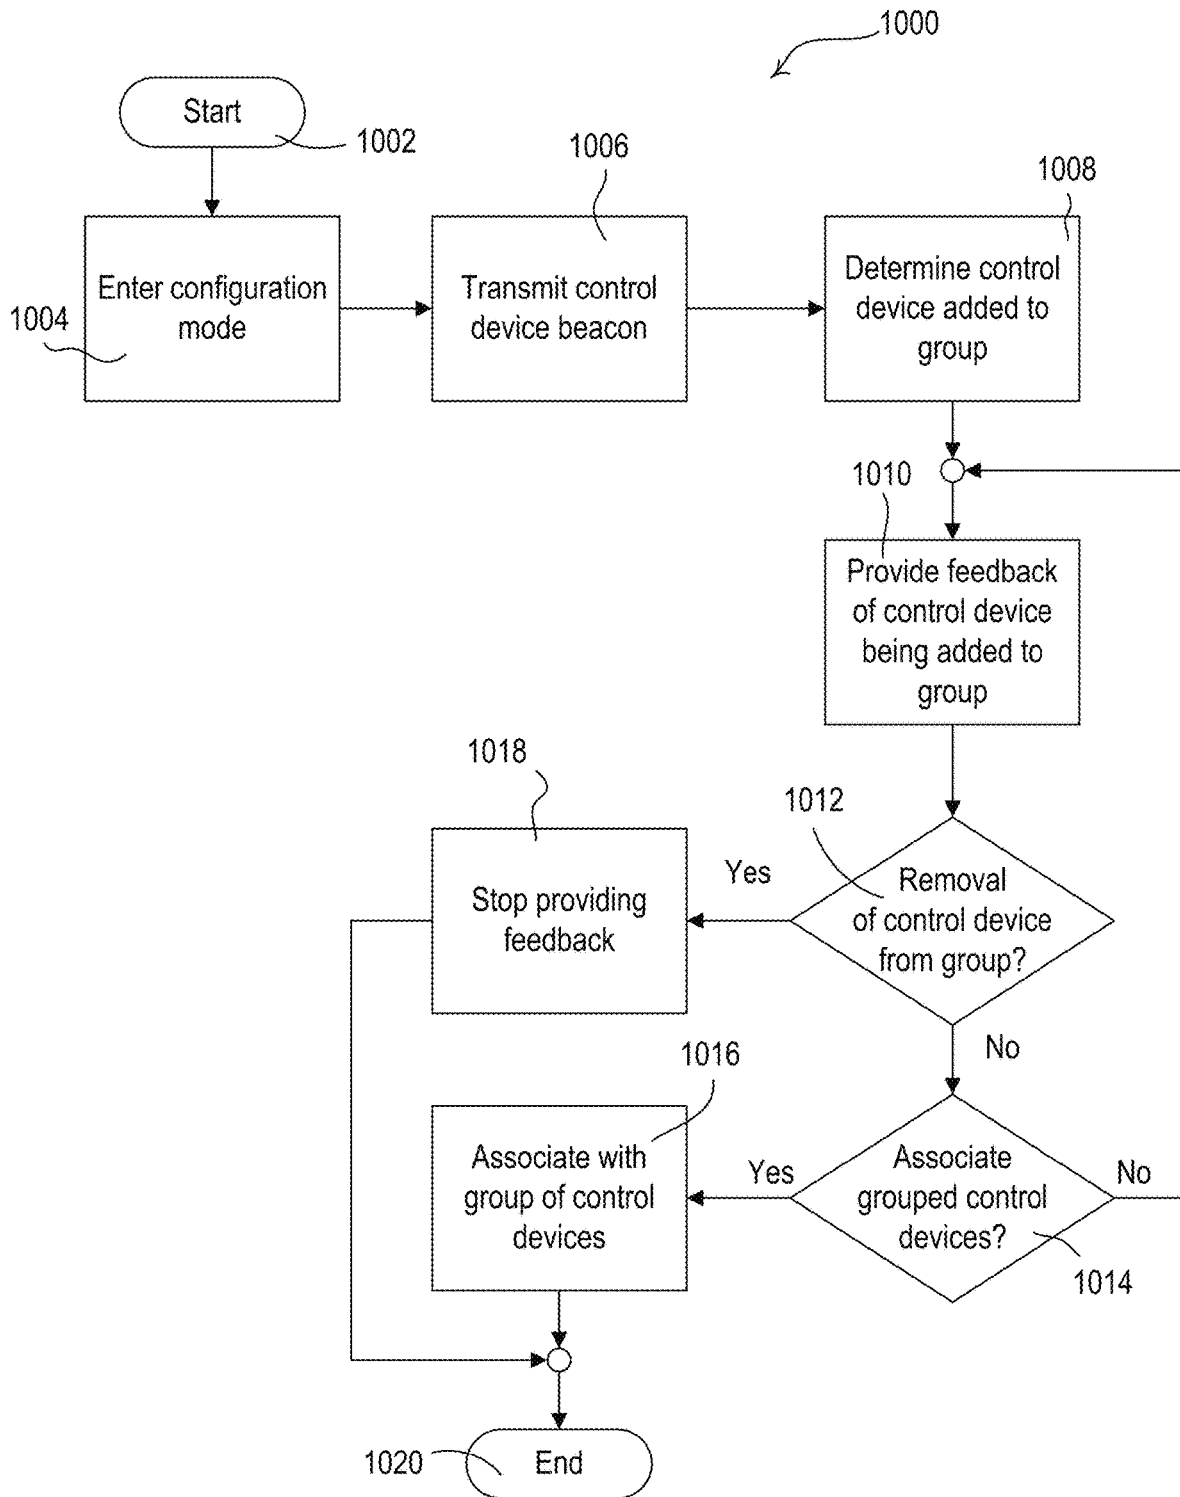 1000
Start
1002
Enter configuration
mode
1004
1006
Transmit control
device beacon
1008
Determine control
device added to
group
1010
Provide feedback
of control device
being added to
group
1012
Removal
of control device
from group?
Yes
1018
Stop providing
feedback
No
Associate
grouped control
devices?
1014
No
Yes
1016
Associate with
group of control
devices
1020
End